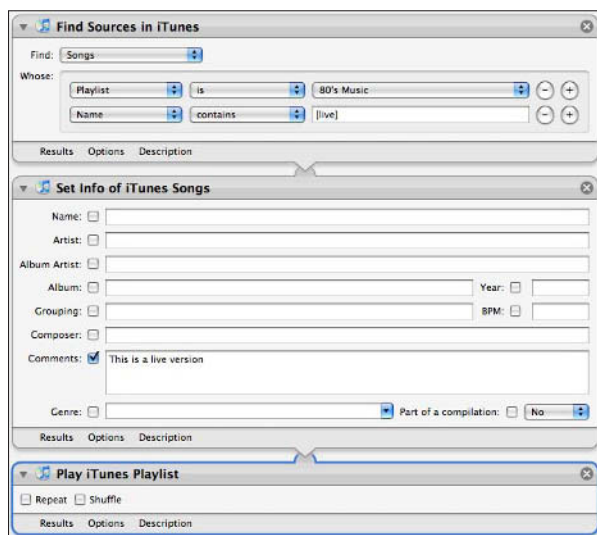 Find Sources in iTunes
Find: Songs
Whose:
Playlist is 80's Music
Name contains [live]
Results Options Description
Set Info of iTunes Songs
Name:
Artist:
Album Artist:
Album: Year:
Grouping: BPM:
Composer:
Comments: This is a live version
Genre: Part of a compilation: No
Results Options Description
Play iTunes Playlist
Repeat Shuffle
Results Options Description